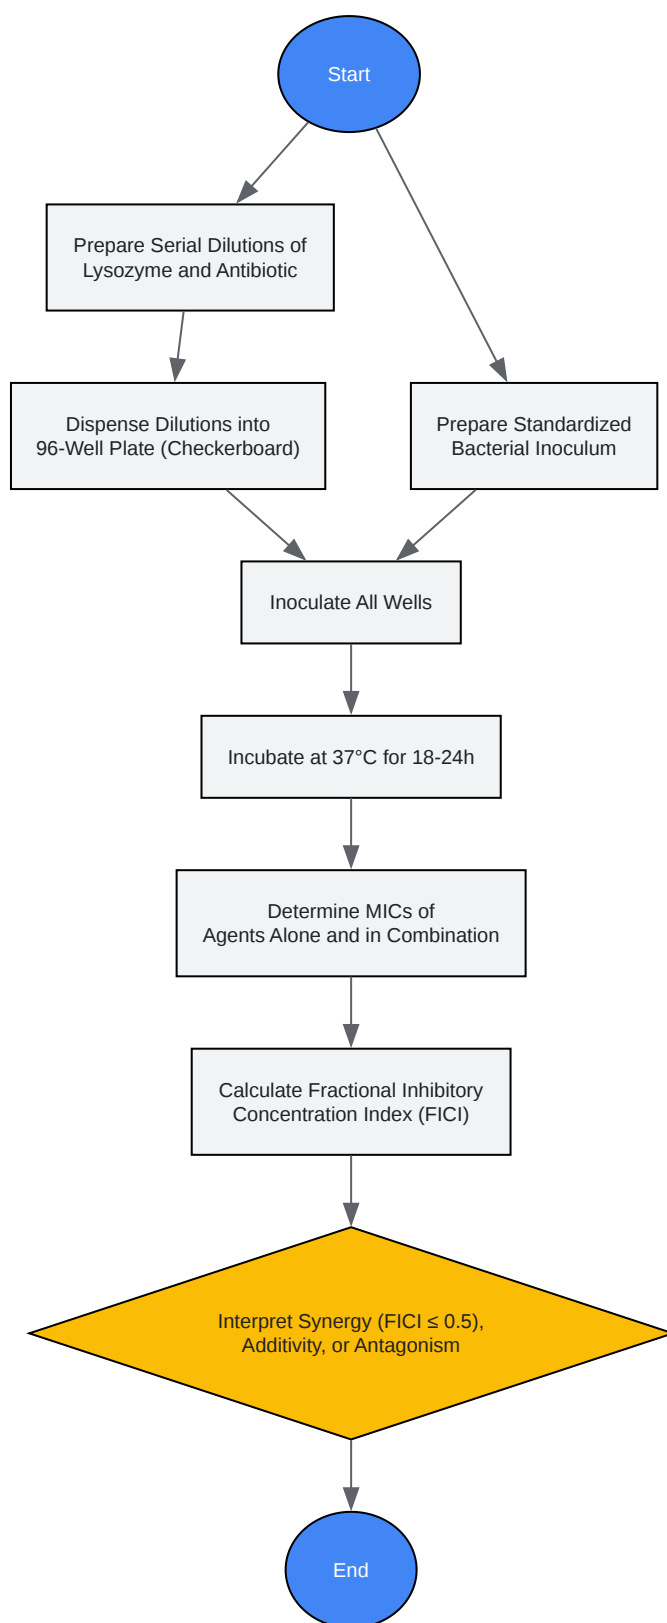 Start
Prepare Serial Dilutions of
Lysozyme and Antibiotic
Dispense Dilutions into
96-Well Plate (Checkerboard)
Prepare Standardized
Bacterial Inoculum
Inoculate All Wells
Incubate at 37°C for 18-24h
Determine MICs of
Agents Alone and in Combination
Calculate Fractional Inhibitory
Concentration Index (FICI)
Interpret Synergy (FICI ≤ 0.5),
Additivity, or Antagonism
End